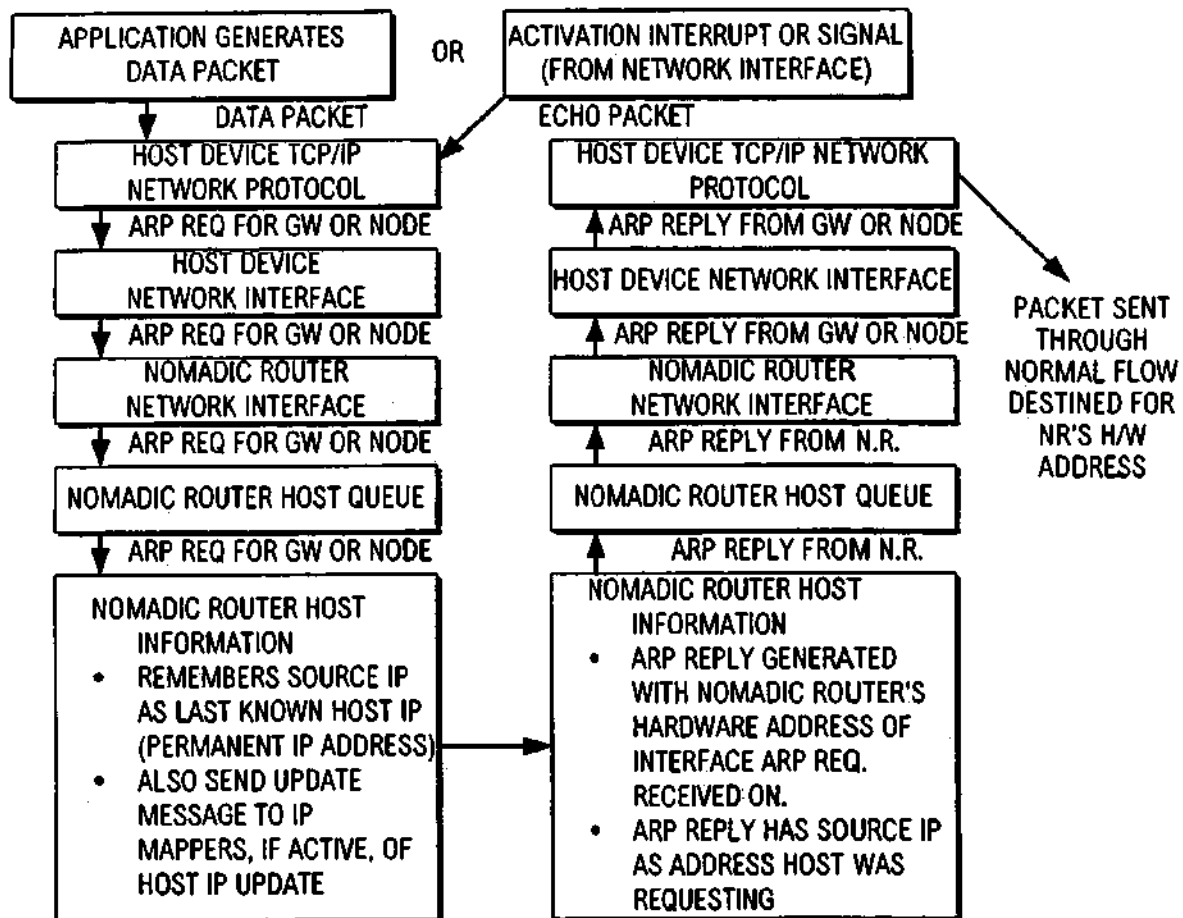 APPLICATION GENERATES
DATA PACKET
OR
ACTIVATION INTERRUPT OR SIGNAL
(FROM NETWORK INTERFACE)
DATA PACKET
ECHO PACKET
HOST DEVICE TCP/IP
NETWORK PROTOCOL
ARP REQ FOR GW OR NODE
HOST DEVICE
NETWORK INTERFACE
ARP REQ FOR GW OR NODE
NOMADIC ROUTER
NETWORK INTERFACE
ARP REQ FOR GW OR NODE
NOMADIC ROUTER HOST QUEUE
ARP REQ FOR GW OR NODE
NOMADIC ROUTER HOST
INFORMATION
• REMEMBERS SOURCE IP
AS LAST KNOWN HOST IP
(PERMANENT IP ADDRESS)
• ALSO SEND UPDATE
MESSAGE TO IP
MAPPERS, IF ACTIVE, OF
HOST IP UPDATE
HOST DEVICE TCP/IP NETWORK
PROTOCOL
ARP REPLY FROM GW OR NODE
HOST DEVICE NETWORK INTERFACE
ARP REPLY FROM GW OR NODE
NOMADIC ROUTER
NETWORK INTERFACE
ARP REPLY FROM N.R.
NOMADIC ROUTER HOST QUEUE
ARP REPLY FROM N.R.
NOMADIC ROUTER HOST
INFORMATION
• ARP REPLY GENERATED
WITH NOMADIC ROUTER'S
HARDWARE ADDRESS OF
INTERFACE ARP REQ.
RECEIVED ON.
• ARP REPLY HAS SOURCE IP
AS ADDRESS HOST WAS
REQUESTING
PACKET SENT
THROUGH
NORMAL FLOW
DESTINED FOR
NR'S H/W
ADDRESS